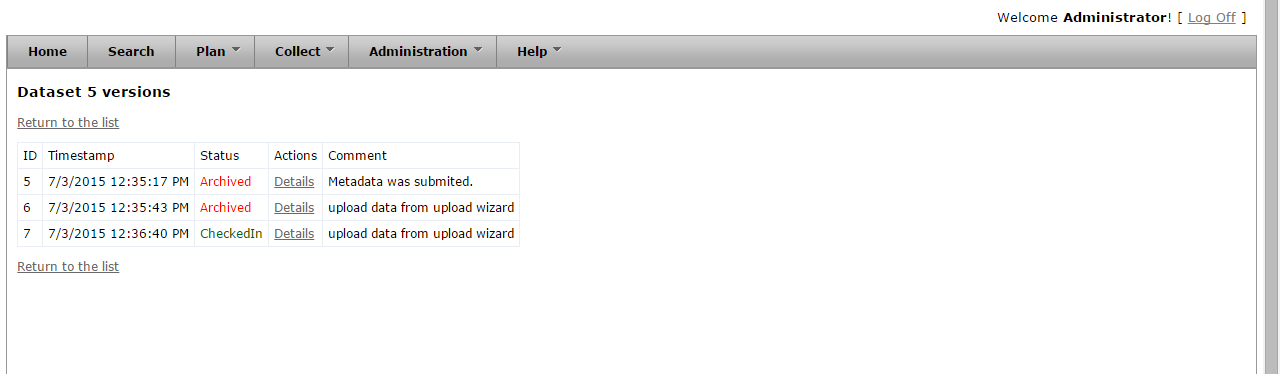 Welcome Administrator! [ Log Off ]
Home Search Plan Collect Administration Help
Dataset 5 versions
Return to the list
ID Timestamp Status Actions Comment
5 7/3/2015 12:35:17 PM Archived Details Metadata was submited.
6 7/3/2015 12:35:43 PM Archived Details upload data from upload wizard
7 7/3/2015 12:36:40 PM CheckedIn Details upload data from upload wizard
Return to the list